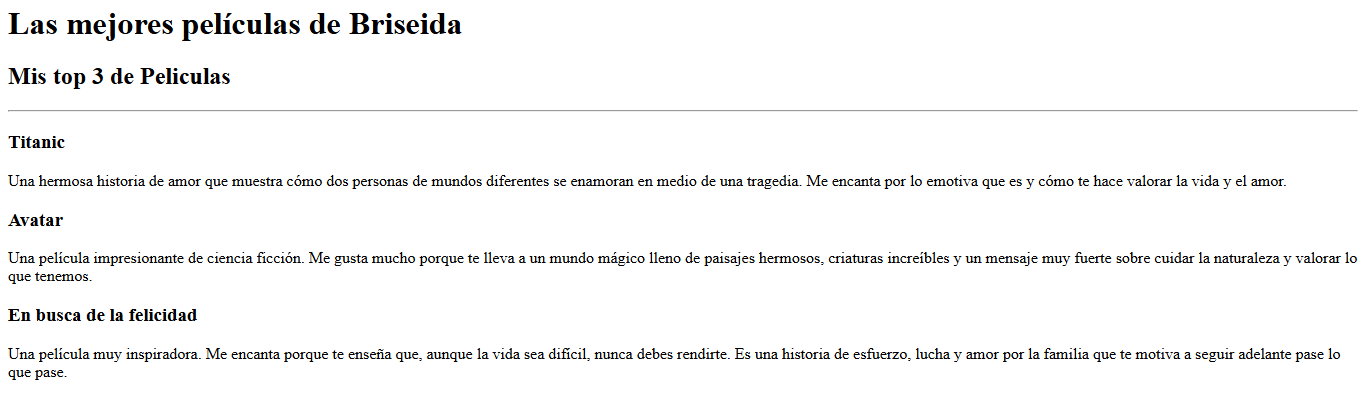 Las mejores películas de Briseida
Mis top 3 de Peliculas
Titanic
Una hermosa historia de amor que muestra cómo dos personas de mundos diferentes se enamoran en medio de una tragedia. Me encanta por lo emotiva que es y cómo te hace valorar la vida y el amor.
Avatar
Una película impresionante de ciencia ficción. Me gusta mucho porque te lleva a un mundo mágico lleno de paisajes hermosos, criaturas increíbles y un mensaje muy fuerte sobre cuidar la naturaleza y valorar lo
que tenemos.
En busca de la felicidad
Una película muy inspiradora. Me encanta porque te enseña que, aunque la vida sea difícil, nunca debes rendirte. Es una historia de esfuerzo, lucha y amor por la familia que te motiva a seguir adelante pase lo
que pase.